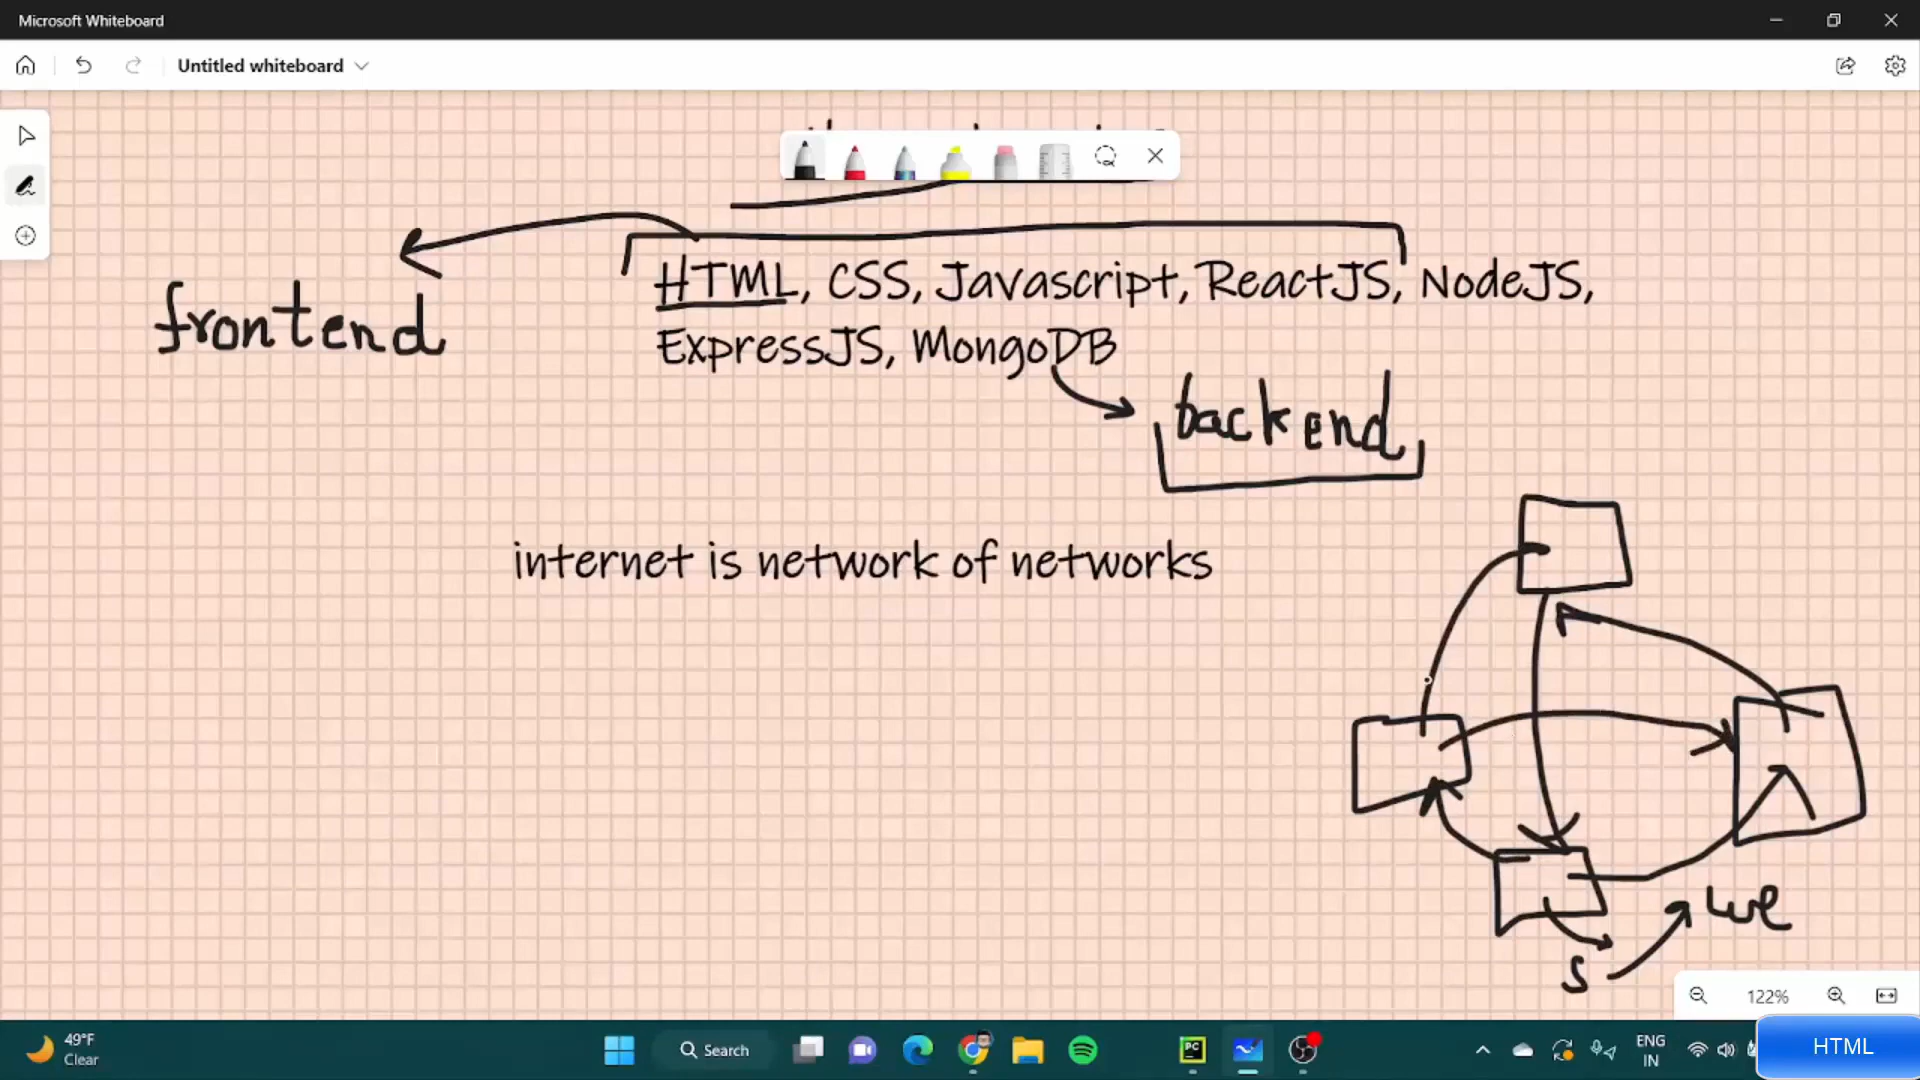 Microsoft Whiteboard
Untitled whiteboard
HTML, CSS, Javascript, ReactJS, NodeJS,
ExpressJS, MongoDB
frontend
backend
internet is network of networks
we
S
122%
49°F
Clear
Search
PC
ENG
IN
HTML